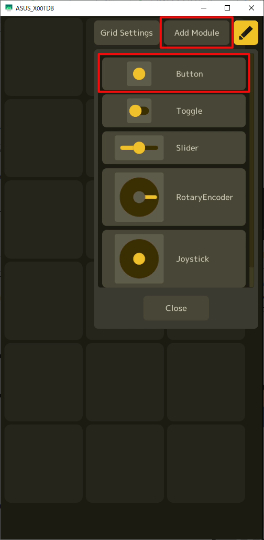 ASUS_X00TDB
Grid Settings
Add Module
Button
Toggle
Slider
RotaryEncoder
Joystick
Close